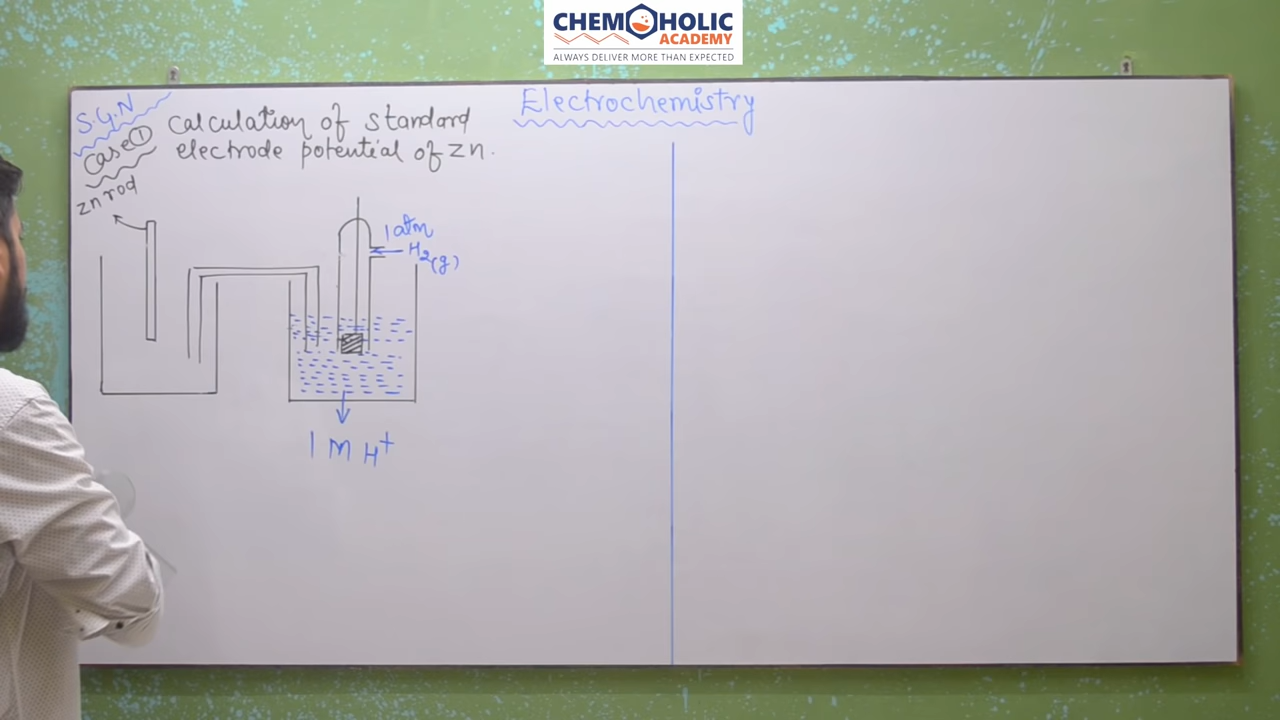 CHEMOHOLIC
ACADEMY
ALWAYS DELIVER MORE THAN EXPECTED
Electrochemistry
S.G.N
Case ① Calculation of standard
electrode potential of Zn.
Zn rod
1 atm
H2(g)
1 M H+